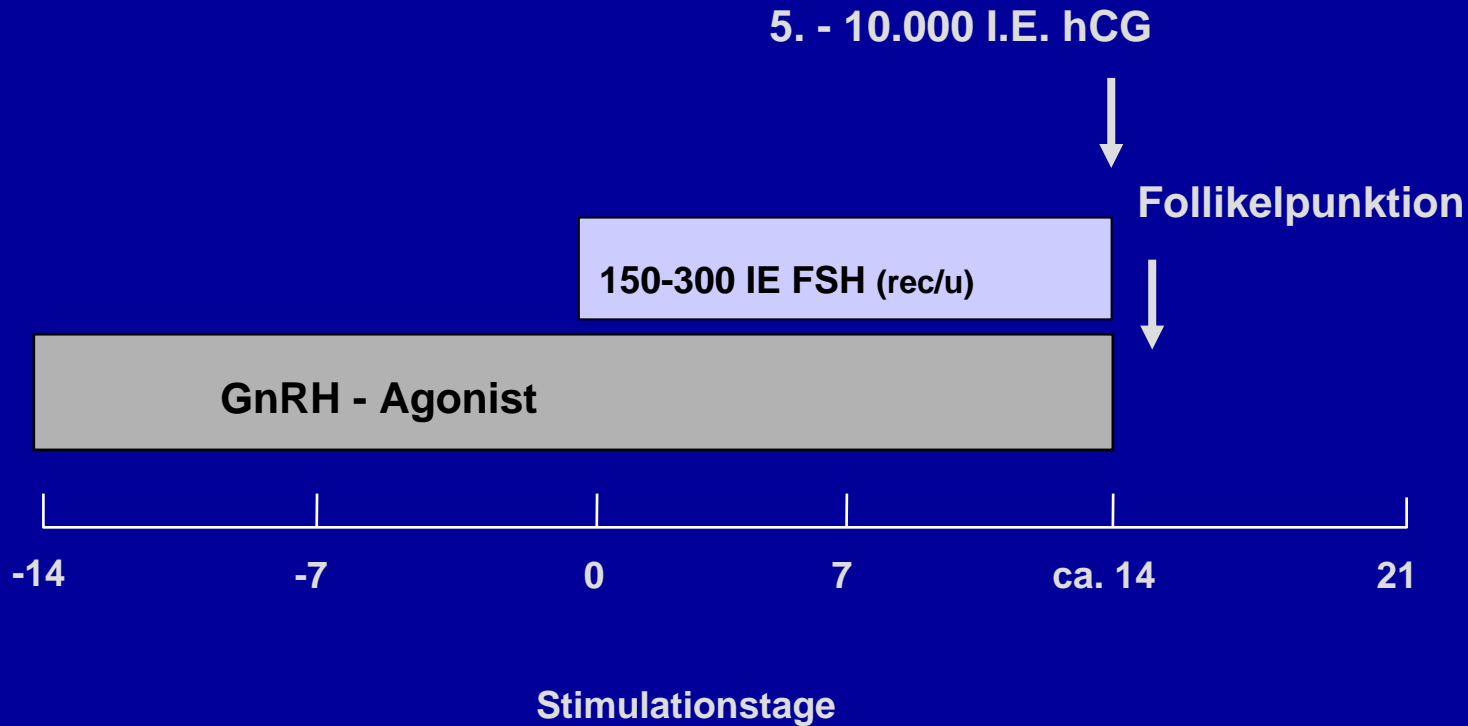 5. - 10.000 I.E. hCG
Follikelpunktion
150-300 IE FSH (rec/u)
GnRH - Agonist
-14 -7 0 7 ca. 14 21
Stimulationstage